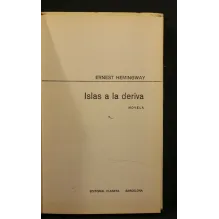 ERNEST HEMINGWAY
Islas a la deriva
NOVELA
EDITORIAL PLANETA BARCELONA